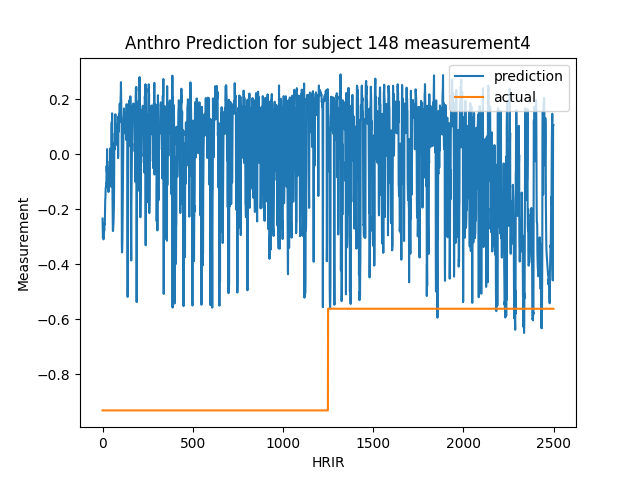 Anthro Prediction for subject 148 measurement4
prediction
actual
0.2
0.0
−0.2
−0.4
−0.6
−0.8
Measurement
0
500
1000
1500
2000
2500
HRIR